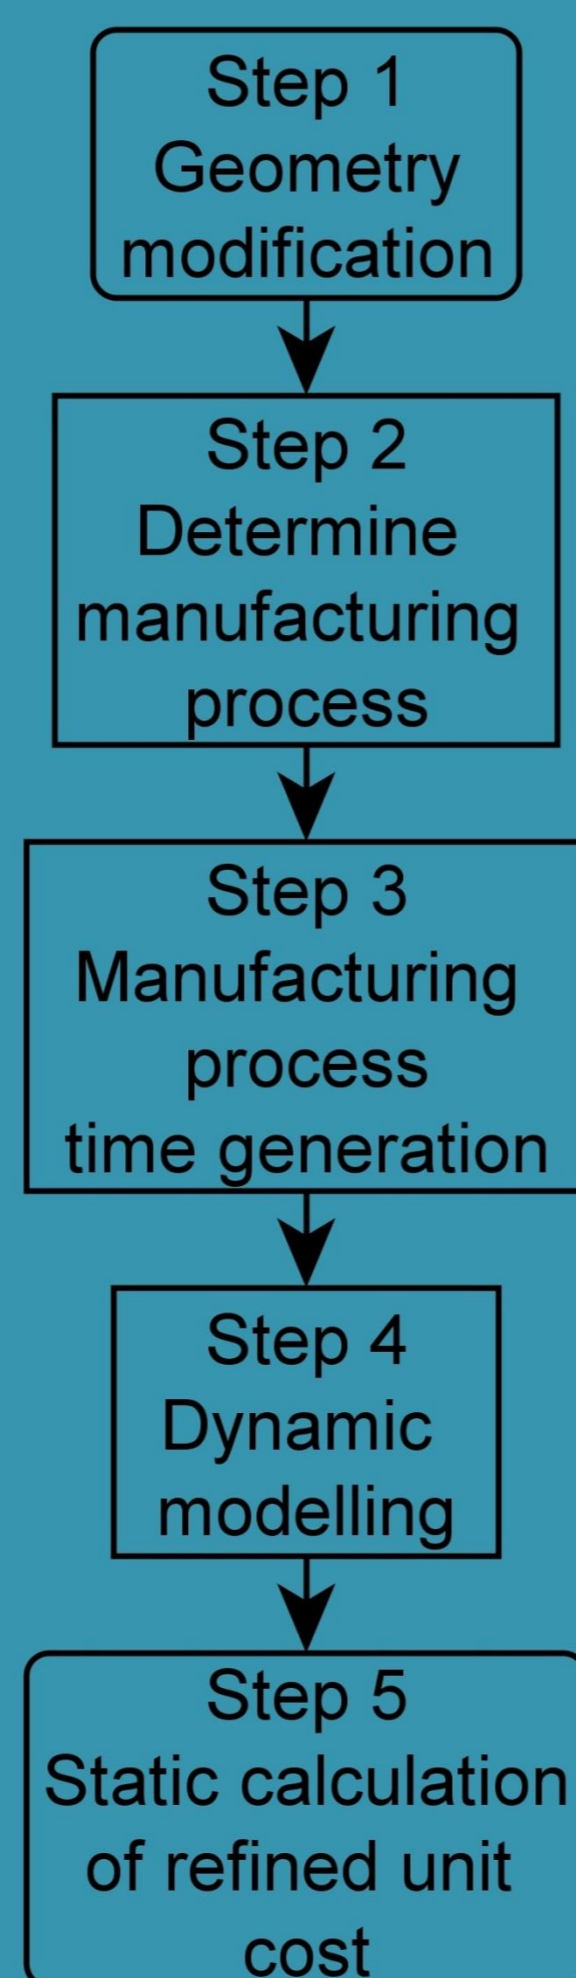 Step 1
Geometry
modification
Step 2
Determine
manufacturing
process
Step 3
Manufacturing
process
time generation
Step 4
Dynamic
modelling
Step 5
Static calculation
of refined unit
cost